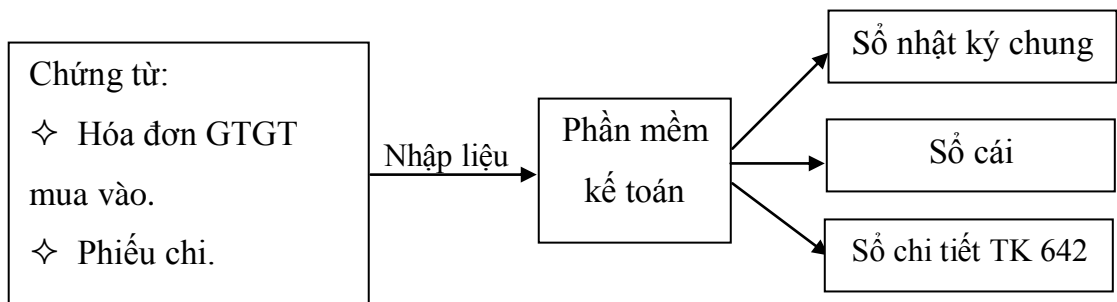 Chứng từ:
✧ Hóa đơn GTGT
mua vào.
✧ Phiếu chi.
Nhập liệu
Phần mềm
kế toán
Sổ nhật ký chung
Sổ cái
Sổ chi tiết TK 642